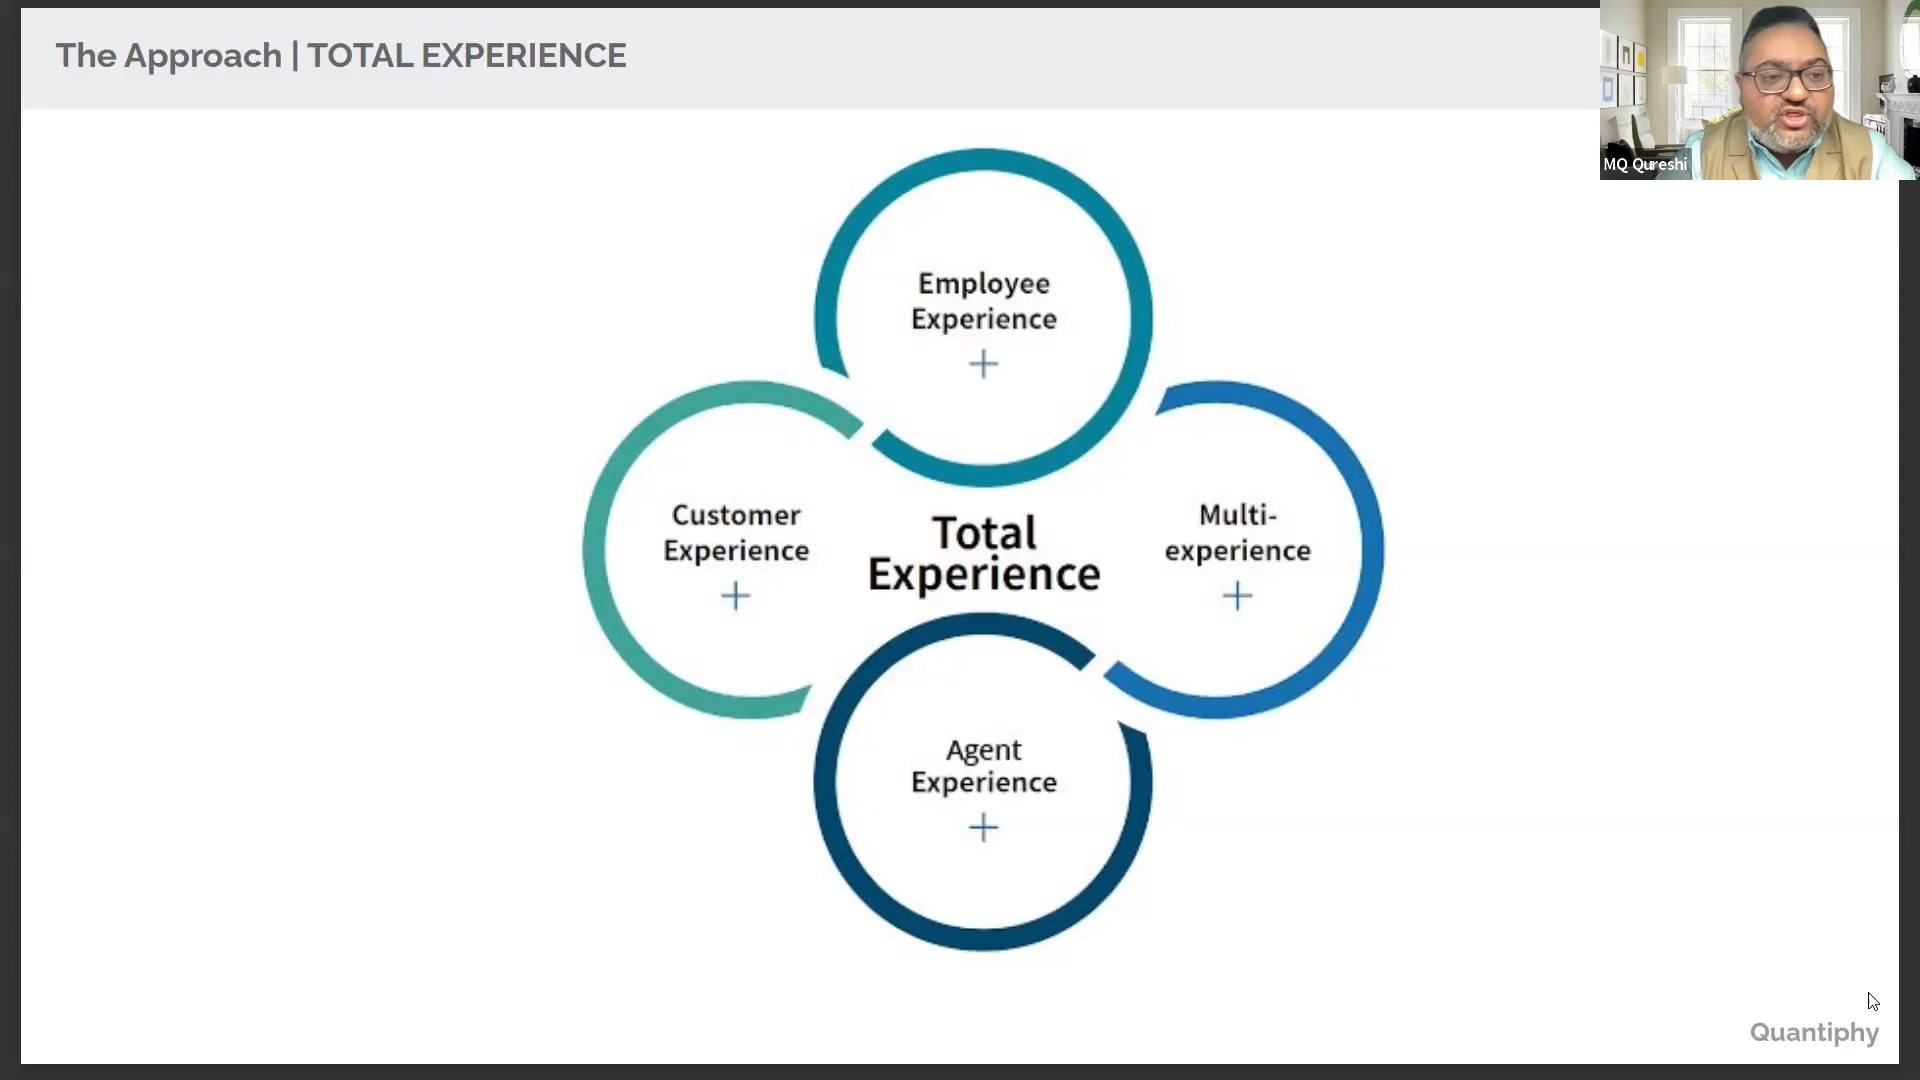 The Approach | TOTAL EXPERIENCE
MQ Qureshi
Employee
Experience
+
Customer
Experience
+
Total
Experience
Multi-
experience
+
Agent
Experience
+
Quantiphy